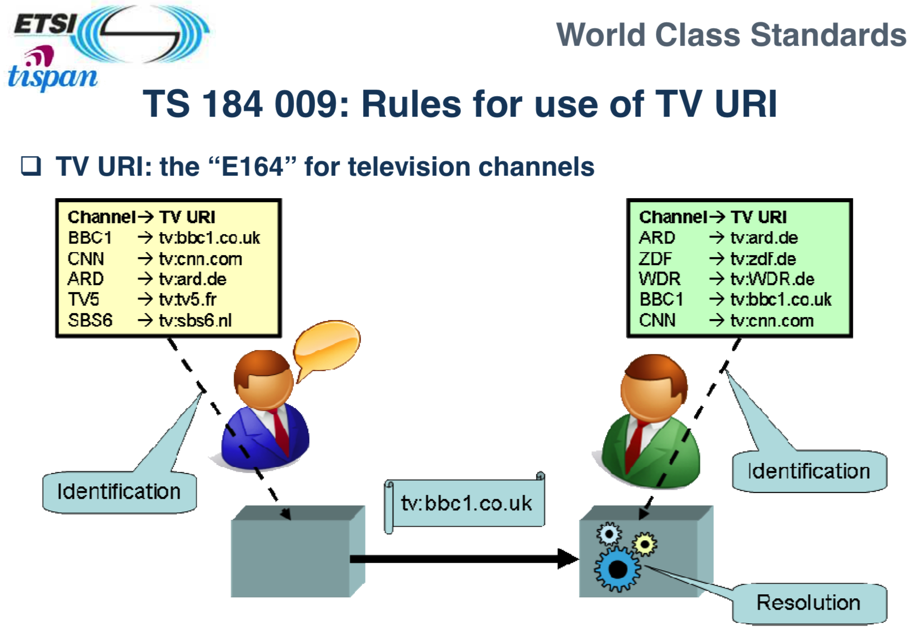 ETSI
tispan
World Class Standards
TS 184 009: Rules for use of TV URI
❑ TV URI: the “E164” for television channels
Channel→ TV URI
BBC1 → tv:bbc1.co.uk
CNN → tv:cnn.com
ARD → tv:ard.de
TV5 → tv:tv5.fr
SBS6 → tv:sbs6.nl
Channel→ TV URI
ARD → tv:ard.de
ZDF → tv:zdf.de
WDR → tv:WDR.de
BBC1 → tv:bbc1.co.uk
CNN → tv:cnn.com
Identification
Identification
tv:bbc1.co.uk
Resolution